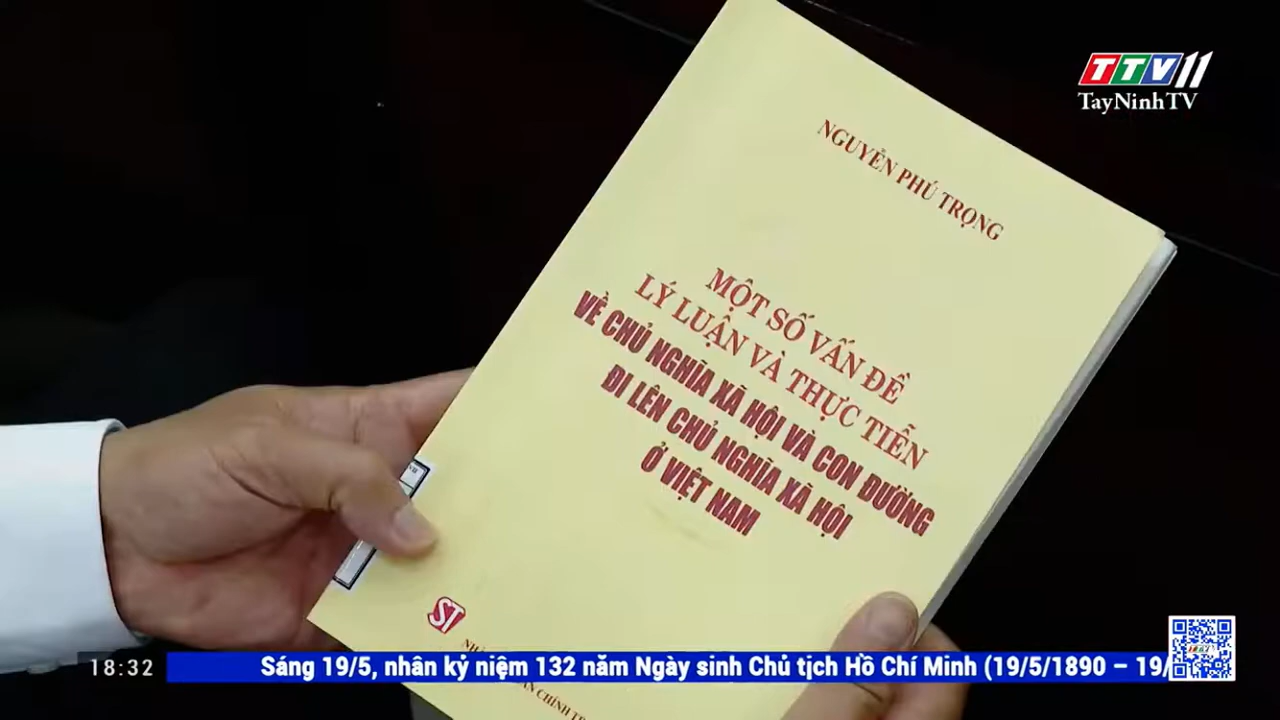 TTV11
TayNinhTV
NGUYỄN PHÚ TRỌNG
MỘT SỐ VẤN ĐỀ
LÝ LUẬN VÀ THỰC TIỄN
VỀ CHỦ NGHĨA XÃ HỘI VÀ CON ĐƯỜNG
ĐI LÊN CHỦ NGHĨA XÃ HỘI
Ở VIỆT NAM
ST
CHÍNH
18:32
Sáng 19/5, nhân kỷ niệm 132 năm Ngày sinh Chủ tịch Hồ Chí Minh (19/5/1890 – 19/